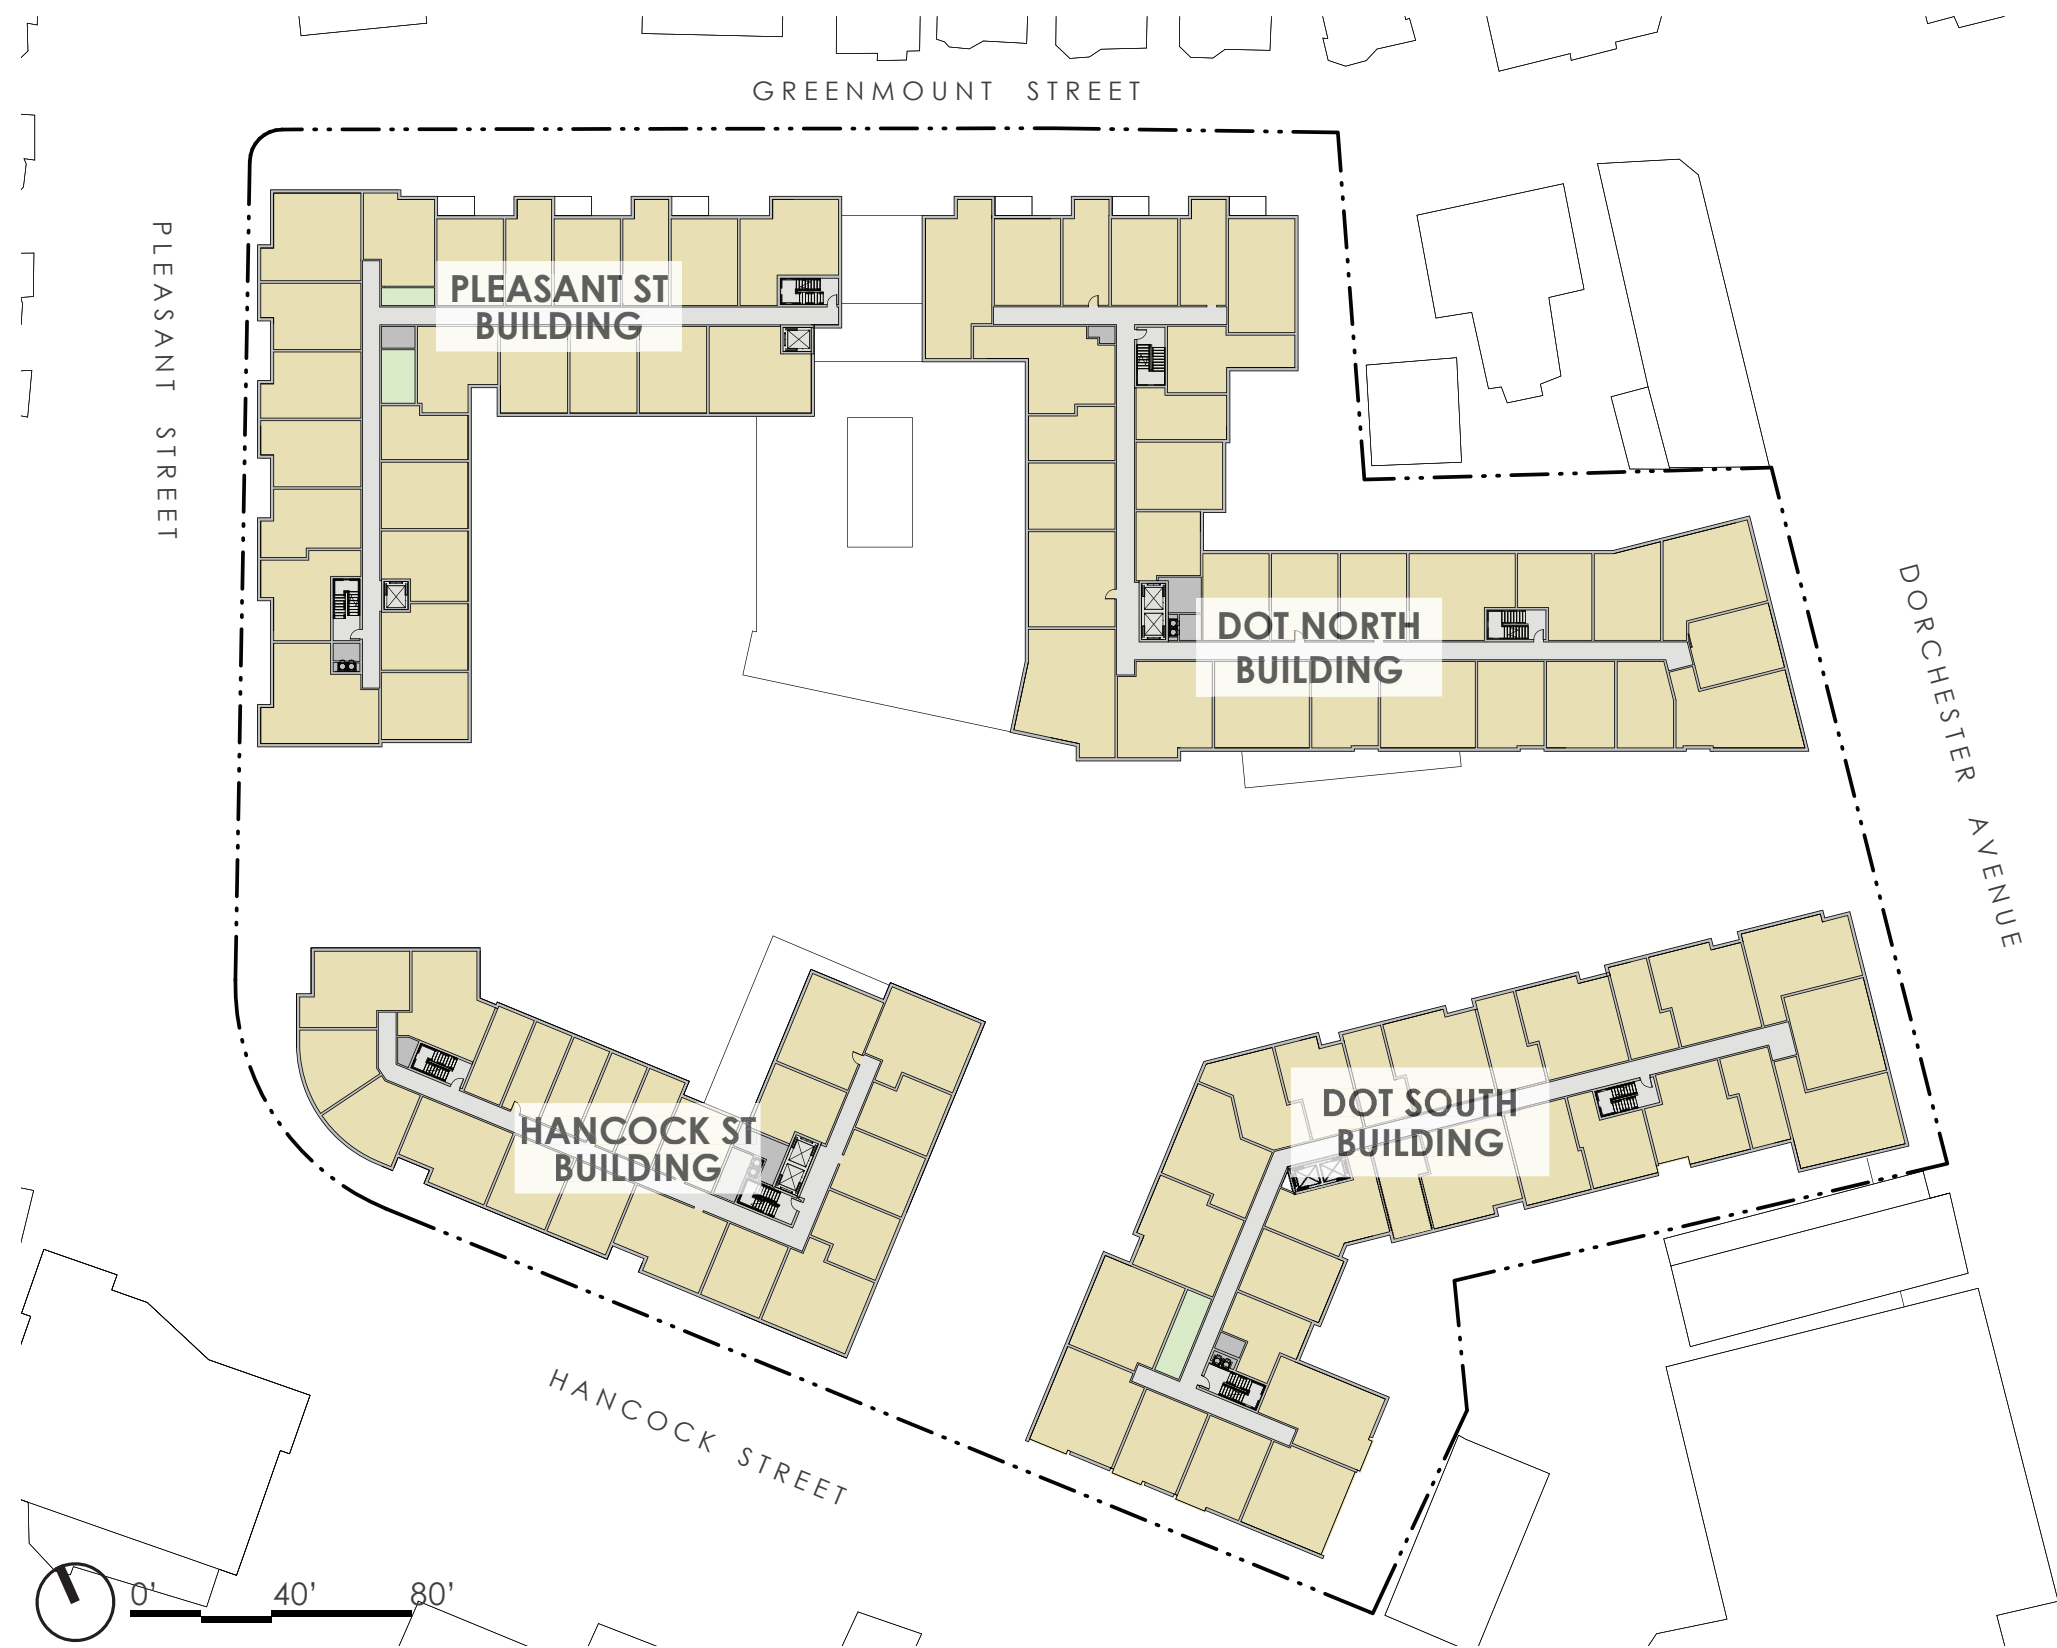 GREENMOUNT STREET
PLEASANT STREET
PLEASANT ST
BUILDING
DOT NORTH
BUILDING
DORCHESTER AVENUE
HANCOCK ST
BUILDING
DOT SOUTH
BUILDING
HANCOCK STREET
0' 40' 80'